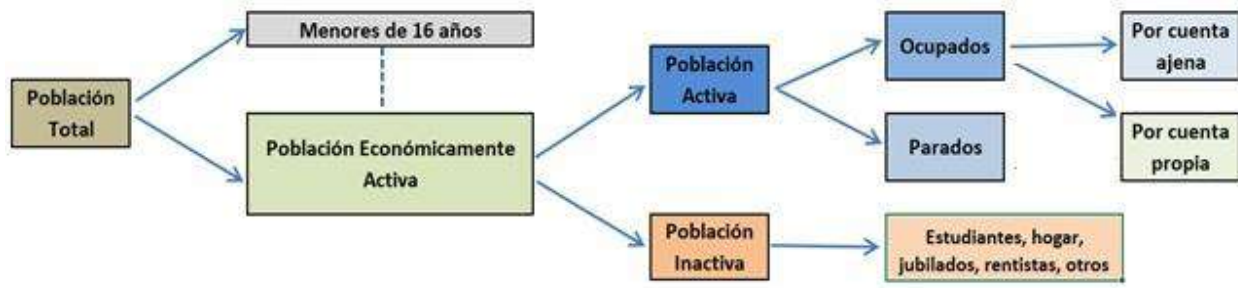 Población
Total
Menores de 16 años
Población Económicamente
Activa
Población
Activa
Población
Inactiva
Ocupados
Parados
Estudiantes, hogar,
jubilados, rentistas, otros
Por cuenta
ajena
Por cuenta
propia